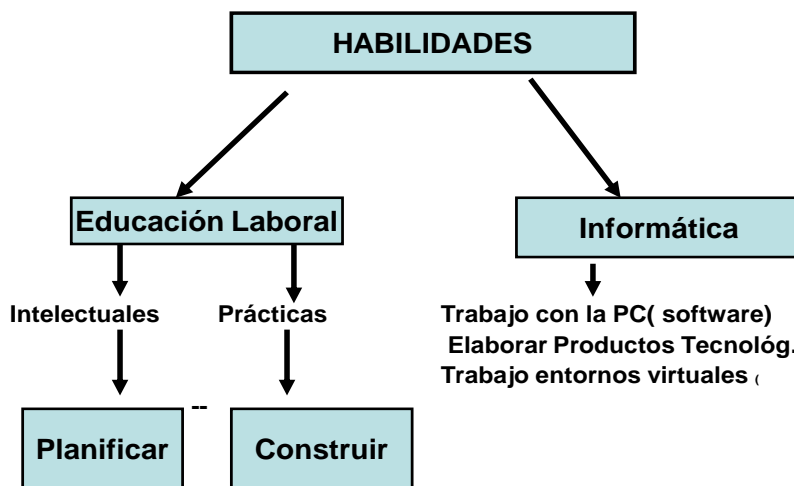 HABILIDADES
Educación Laboral
Informática
Intelectuales
Prácticas
Trabajo con la PC( software)
Elaborar Productos Tecnológ.
Trabajo entornos virtuales (
--
Planificar
Construir